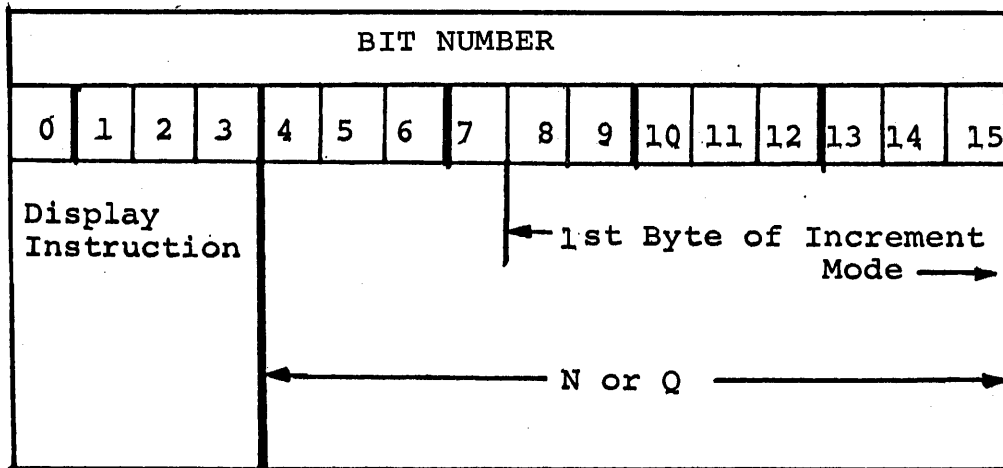 BIT NUMBER
0 1 2 3 4 5 6 7 8 9 10 11 12 13 14 15
Display
Instruction
1st Byte of Increment
Mode
N or Q